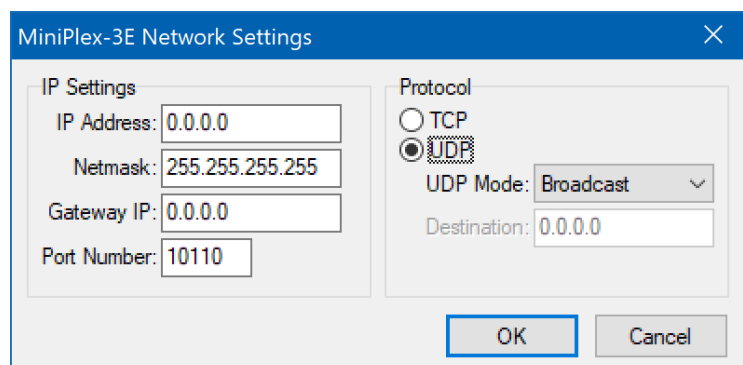 MiniPlex-3E Network Settings
IP Settings
IP Address: 0.0.0.0
Netmask: 255.255.255.255
Gateway IP: 0.0.0.0
Port Number: 10110
Protocol
TCP
UDP
UDP Mode: Broadcast
Destination: 0.0.0.0
OK
Cancel